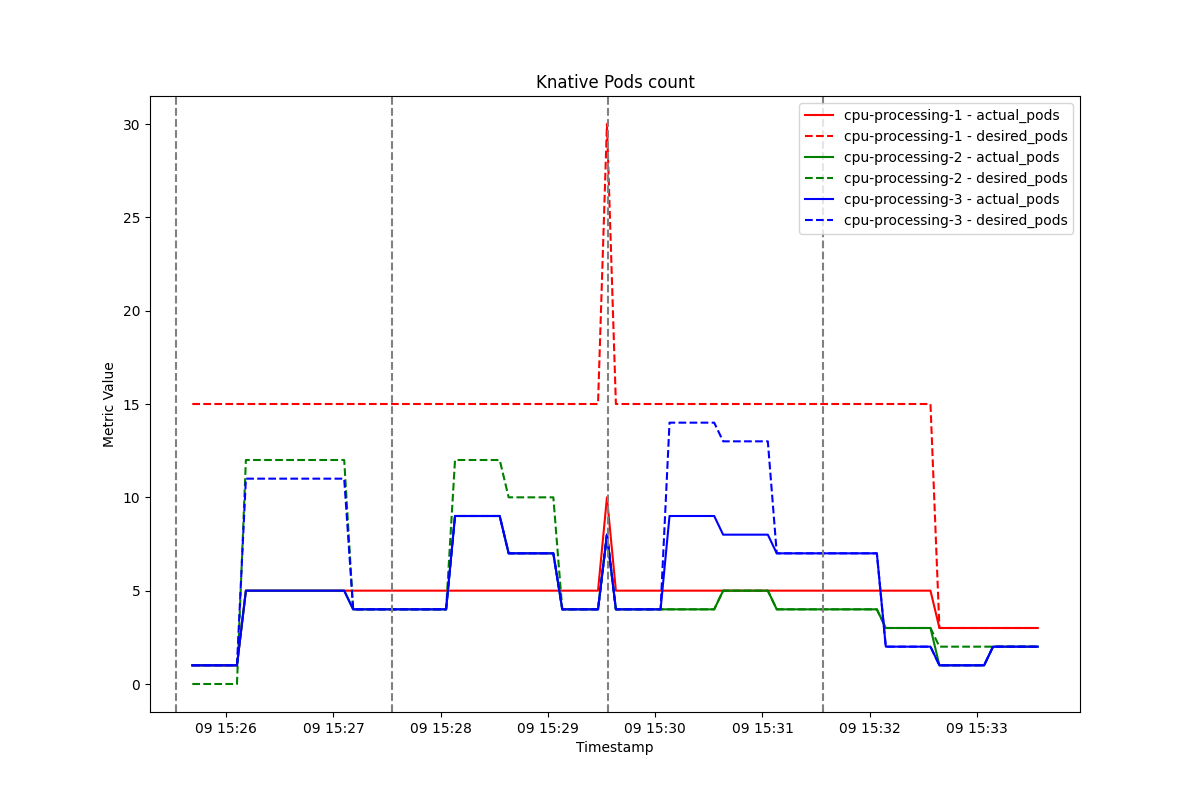 Knative Pods count
cpu-processing-1 - actual_pods
cpu-processing-1 - desired_pods
cpu-processing-2 - actual_pods
cpu-processing-2 - desired_pods
cpu-processing-3 - actual_pods
cpu-processing-3 - desired_pods
30
25
20
15
10
5
0
Metric Value
09 15:26 09 15:27 09 15:28 09 15:29 09 15:30 09 15:31 09 15:32 09 15:33
Timestamp